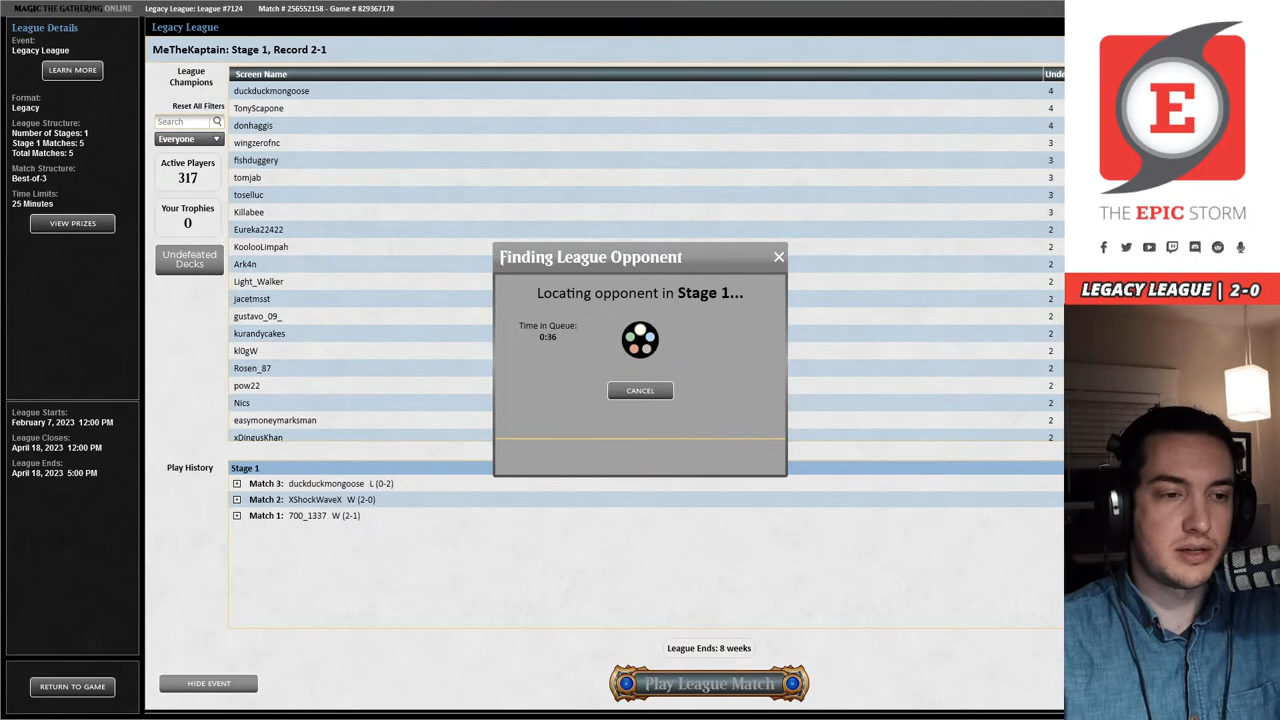 MAGIC THE GATHERING ONLINE
Legacy League: League #7124
Match # 256552158 - Game # 829367178
League Details
Event:
Legacy League
LEARN MORE
Format:
Legacy
League Structure:
Number of Stages: 1
Stage 1 Matches: 5
Total Matches: 5
Match Structure:
Best-of-3
Time Limits:
25 Minutes
VIEW PRIZES
League Starts:
February 7, 2023 12:00 PM
League Closes:
April 18, 2023 12:00 PM
League Ends:
April 18, 2023 5:00 PM
RETURN TO GAME
Legacy League
MeTheKaptain: Stage 1, Record 2-1
League
Champions
Reset All Filters
Search
Everyone
Active Players
317
Your Trophies
0
Undefeated
Decks
Screen Name Unde
duckduckmongoose 4
TonyScapone 4
donhaggis 4
wingzerofnc 3
fishduggery 3
tomjab 3
toselluc 3
Killabee 3
Eureka22422 2
KoolooLimpah 2
Ark4n 2
Light_Walker 2
jacetmsst 2
gustavo_09_ 2
kurandycakes 2
kl0gW 2
Rosen_87 2
pow22 2
Nics 2
easymoneymarksman 2
xDingusKhan 2
Finding League Opponent
Locating opponent in Stage 1...
Time in Queue:
0:36
CANCEL
Play History
Stage 1
Match 3: duckduckmongoose L (0-2)
Match 2: XShockWaveX W (2-0)
Match 1: 700_1337 W (2-1)
League Ends: 8 weeks
HIDE EVENT
Play League Match
E
THE EPIC STORM
LEGACY LEAGUE | 2-0